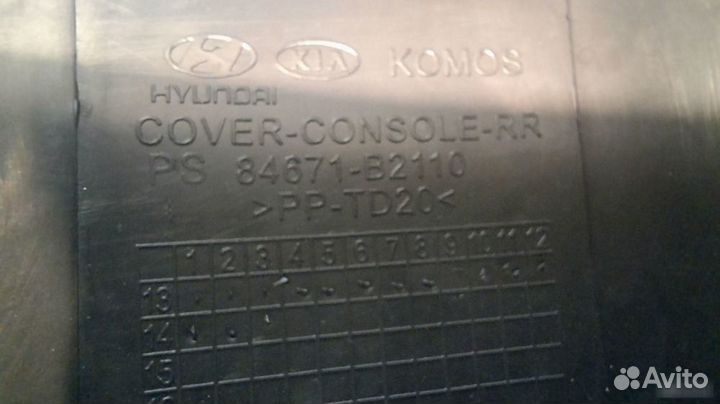 KIA KOMOS
HYUNDAI
COVER-CONSOLE-RR
PS 84671-B2110
>PP-TD20<
1 2 3 4 5 6 7 8 9 10 11 12
13
14
15
16
Avito